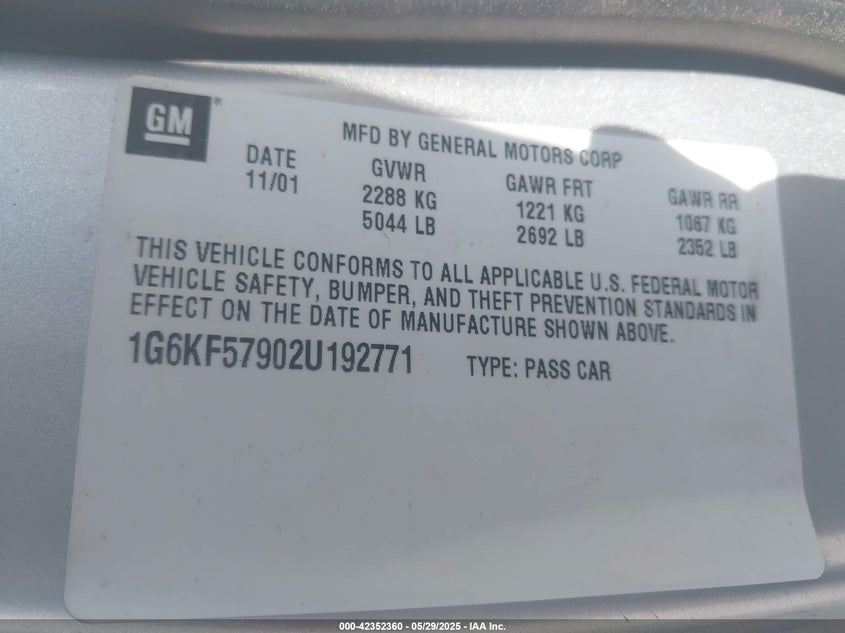 GM®
MFD BY GENERAL MOTORS CORP
DATE GVWR GAWR FRT GAWR RR
11/01 2288 KG 1221 KG 1067 KG
5044 LB 2692 LB 2352 LB
THIS VEHICLE CONFORMS TO ALL APPLICABLE U.S. FEDERAL MOTOR
VEHICLE SAFETY, BUMPER, AND THEFT PREVENTION STANDARDS IN
EFFECT ON THE DATE OF MANUFACTURE SHOWN ABOVE.
1G6KF57902U192771 TYPE: PASS CAR
000-42352360 - 05/29/2025 - IAA Inc.